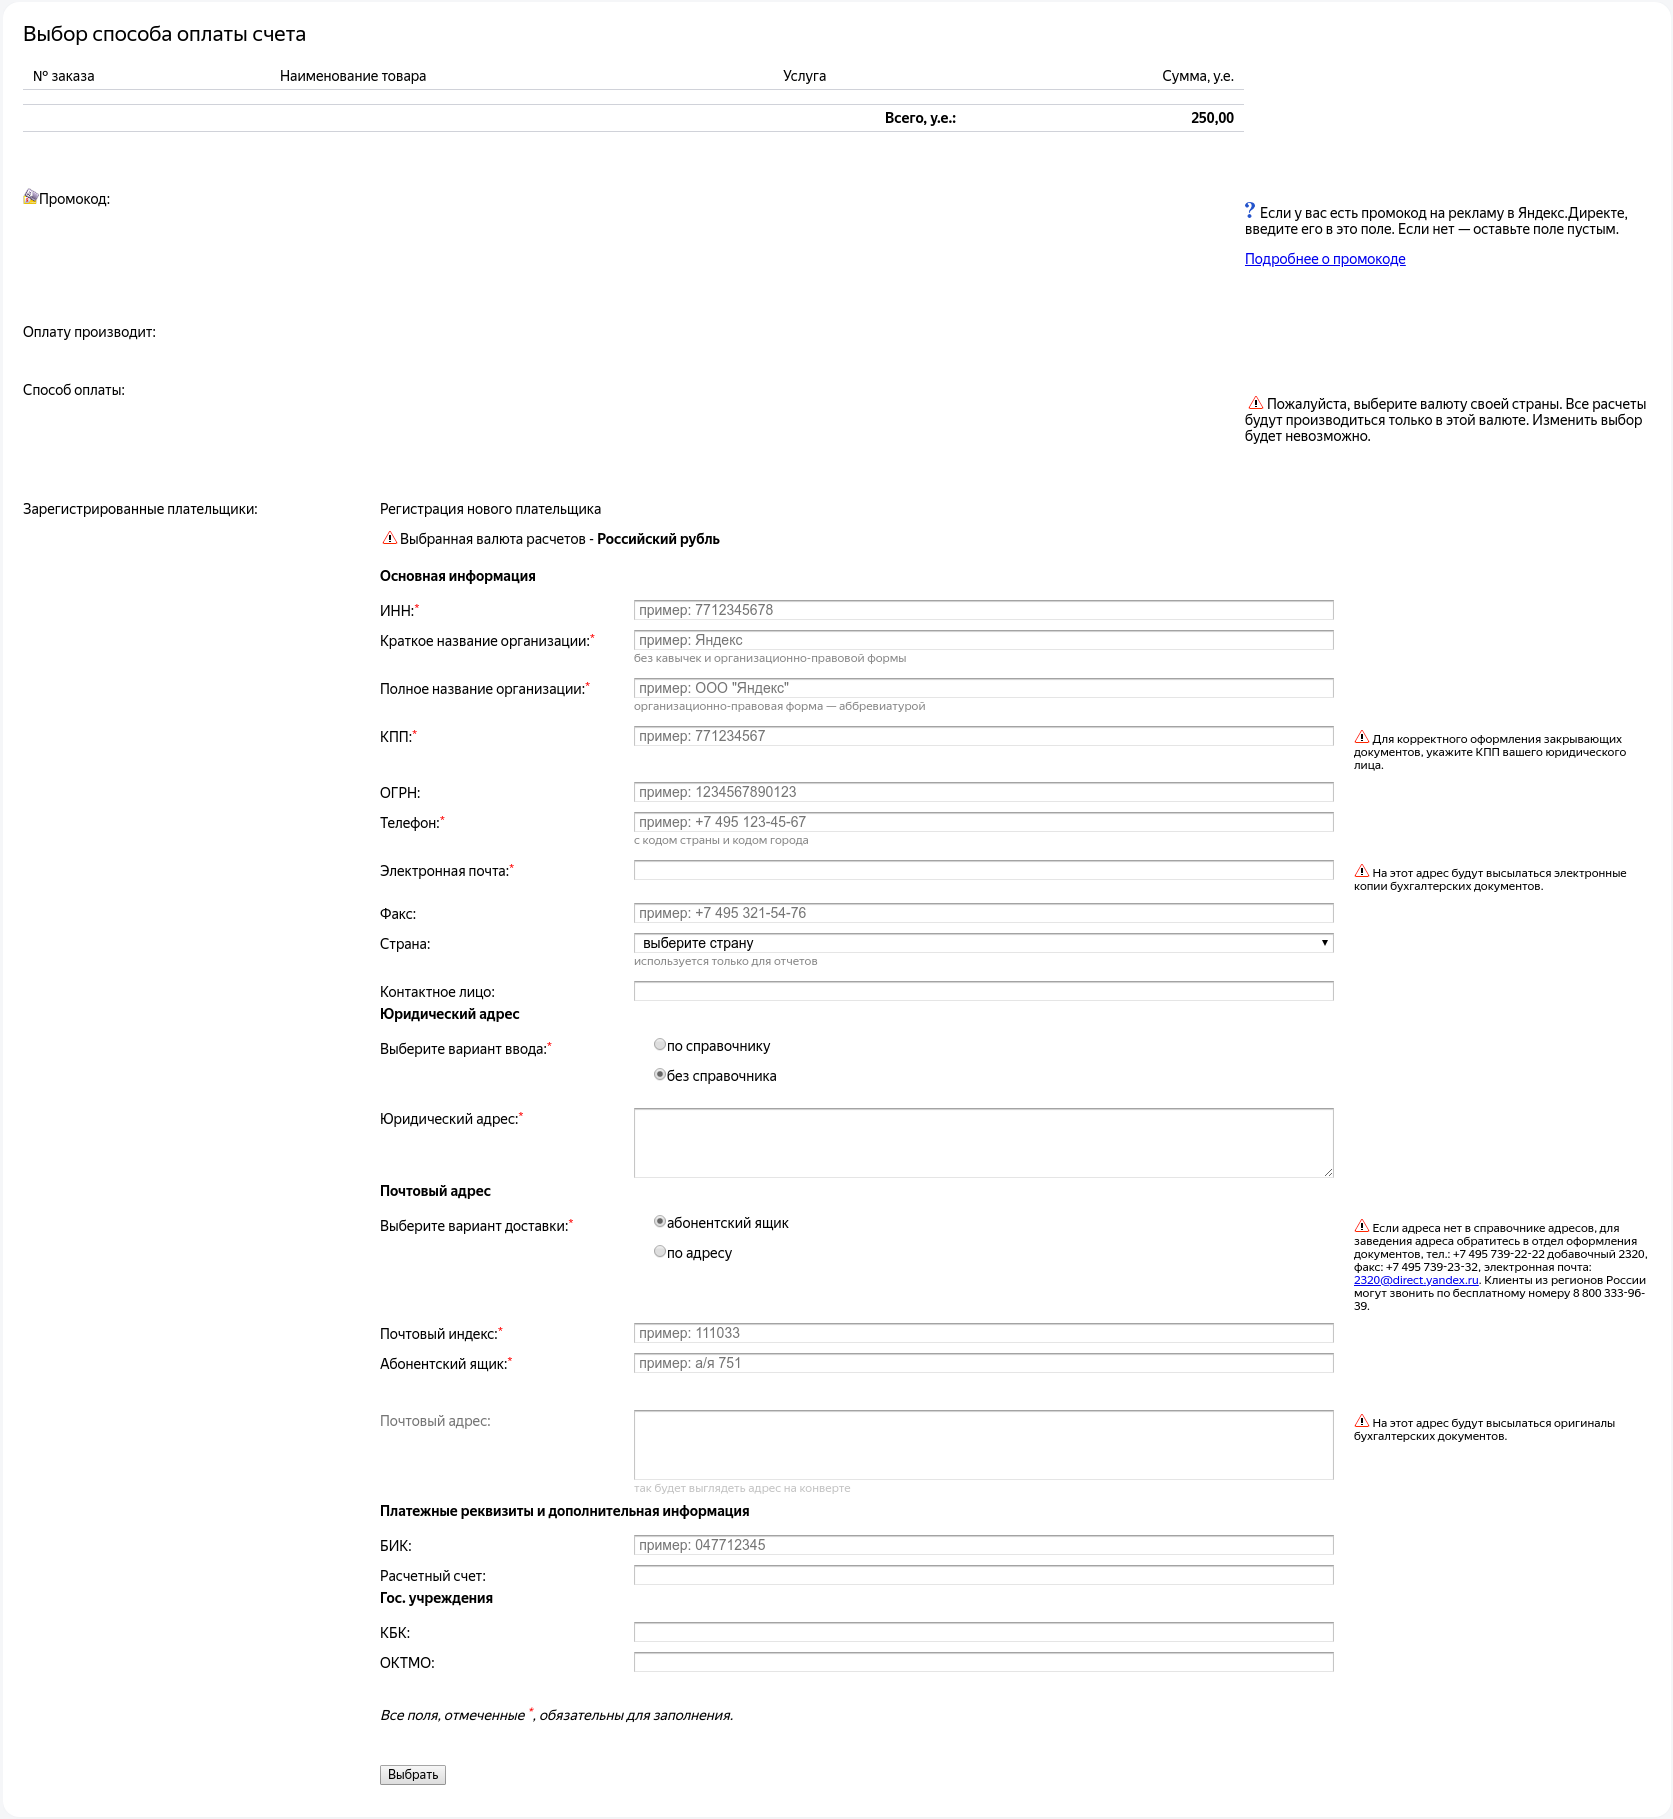 Выбор способа оплаты счета
№ заказа Наименование товара Услуга Сумма, у.е.
Всего, у.е.: 250,00
Промокод:
? Если у вас есть промокод на рекламу в Яндекс.Директе,
введите его в это поле. Если нет — оставьте поле пустым.
Подробнее о промокоде
Оплату производит:
Способ оплаты:
Пожалуйста, выберите валюту своей страны. Все расчеты
будут производиться только в этой валюте. Изменить выбор
будет невозможно.
Зарегистрированные плательщики: Регистрация нового плательщика
Выбранная валюта расчетов - Российский рубль
Основная информация
ИНН:* пример: 7712345678
Краткое название организации:* пример: Яндекс
без кавычек и организационно-правовой формы
Полное название организации:* пример: ООО "Яндекс"
организационно-правовая форма — аббревиатурой
КПП:* пример: 771234567
Для корректного оформления закрывающих
документов, укажите КПП вашего юридического
лица.
ОГРН: пример: 1234567890123
Телефон:* пример: +7 495 123-45-67
с кодом страны и кодом города
Электронная почта:*
На этот адрес будут высылаться электронные
копии бухгалтерских документов.
Факс: пример: +7 495 321-54-76
Страна: выберите страну
используется только для отчетов
Контактное лицо:
Юридический адрес
Выберите вариант ввода:* по справочнику
без справочника
Юридический адрес:*
Почтовый адрес
Выберите вариант доставки:* абонентский ящик
по адресу
Если адреса нет в справочнике адресов, для
заведения адреса обратитесь в отдел оформления
документов, тел.: +7 495 739-22-22 добавочный 2320,
факс: +7 495 739-23-32, электронная почта:
2320@direct.yandex.ru. Клиенты из регионов России
могут звонить по бесплатному номеру 8 800 333-96-
39.
Почтовый индекс:* пример: 111033
Абонентский ящик:* пример: а/я 751
Почтовый адрес:
На этот адрес будут высылаться оригиналы
бухгалтерских документов.
так будет выглядеть адрес на конверте
Платежные реквизиты и дополнительная информация
БИК: пример: 047712345
Расчетный счет:
Гос. учреждения
КБК:
ОКТМО:
Все поля, отмеченные *, обязательны для заполнения.
Выбрать